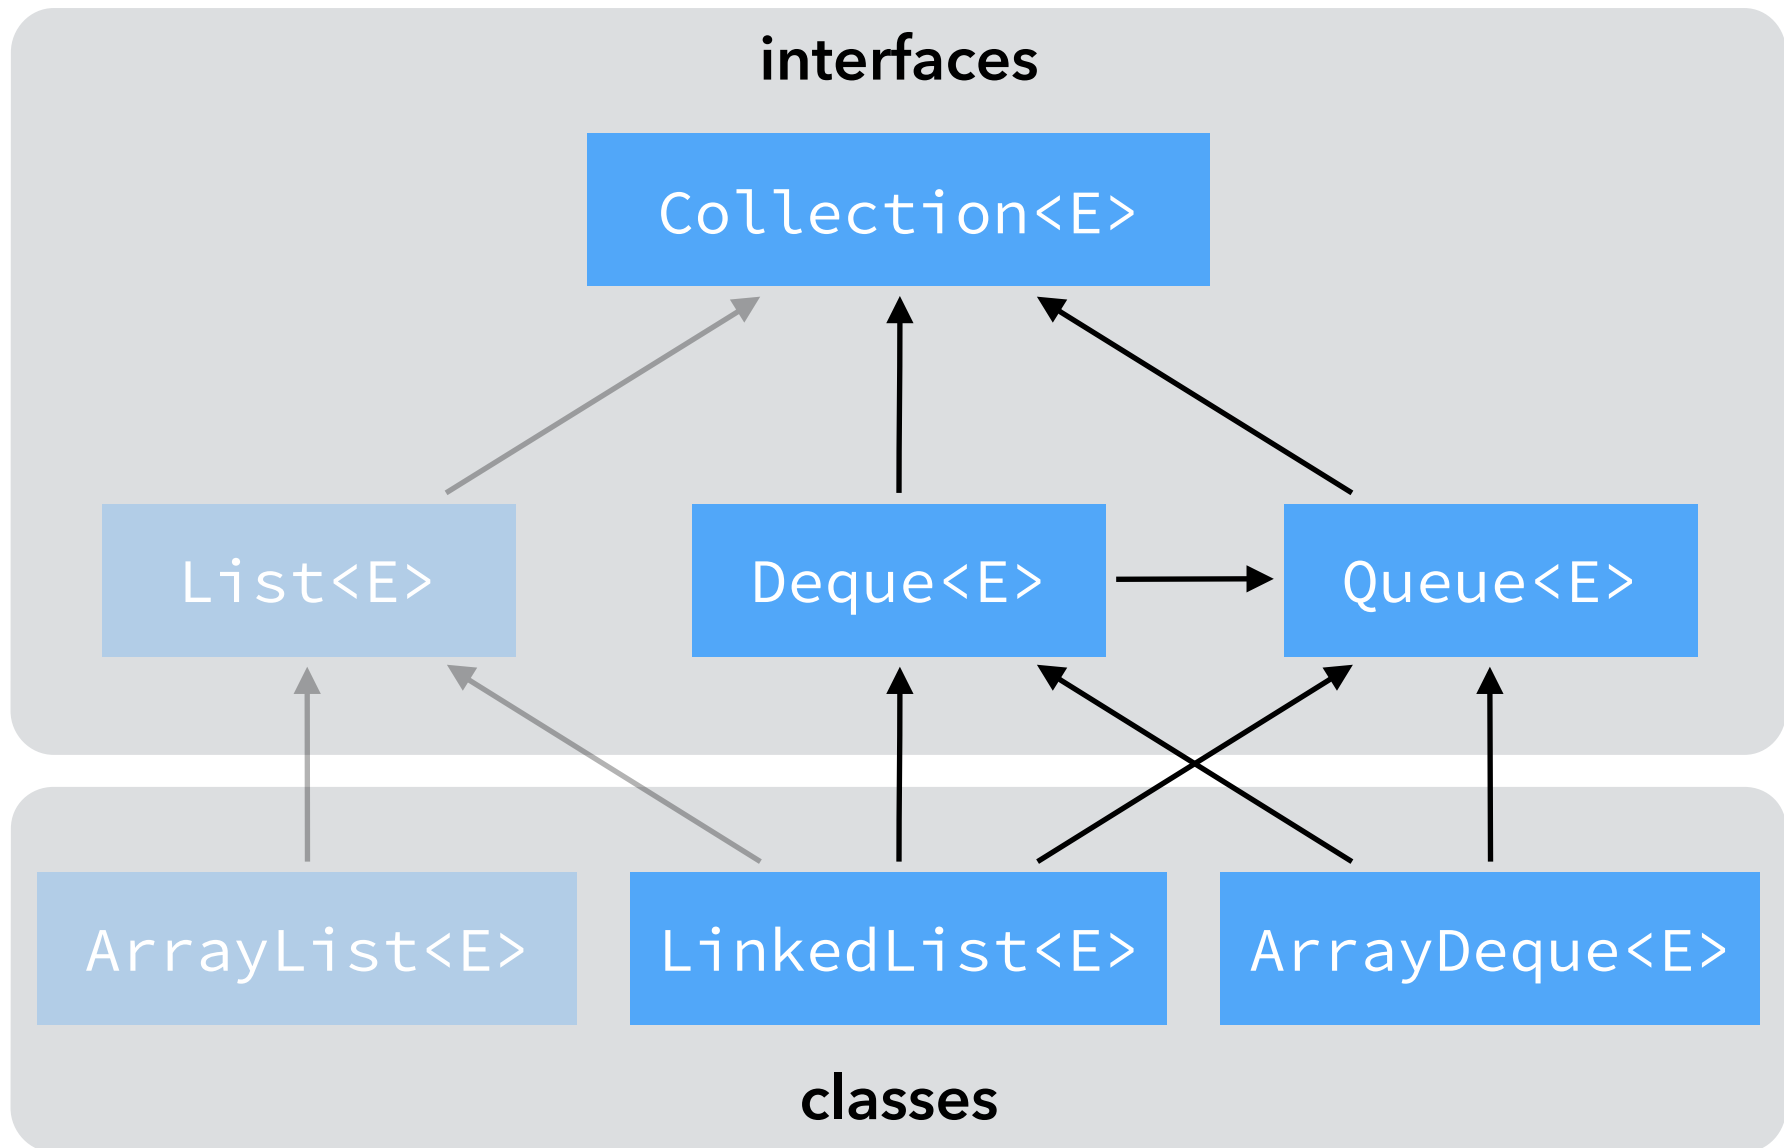 interfaces
Collection<E>
List<E>
Deque<E>
Queue<E>
ArrayList<E>
LinkedList<E>
ArrayDeque<E>
classes